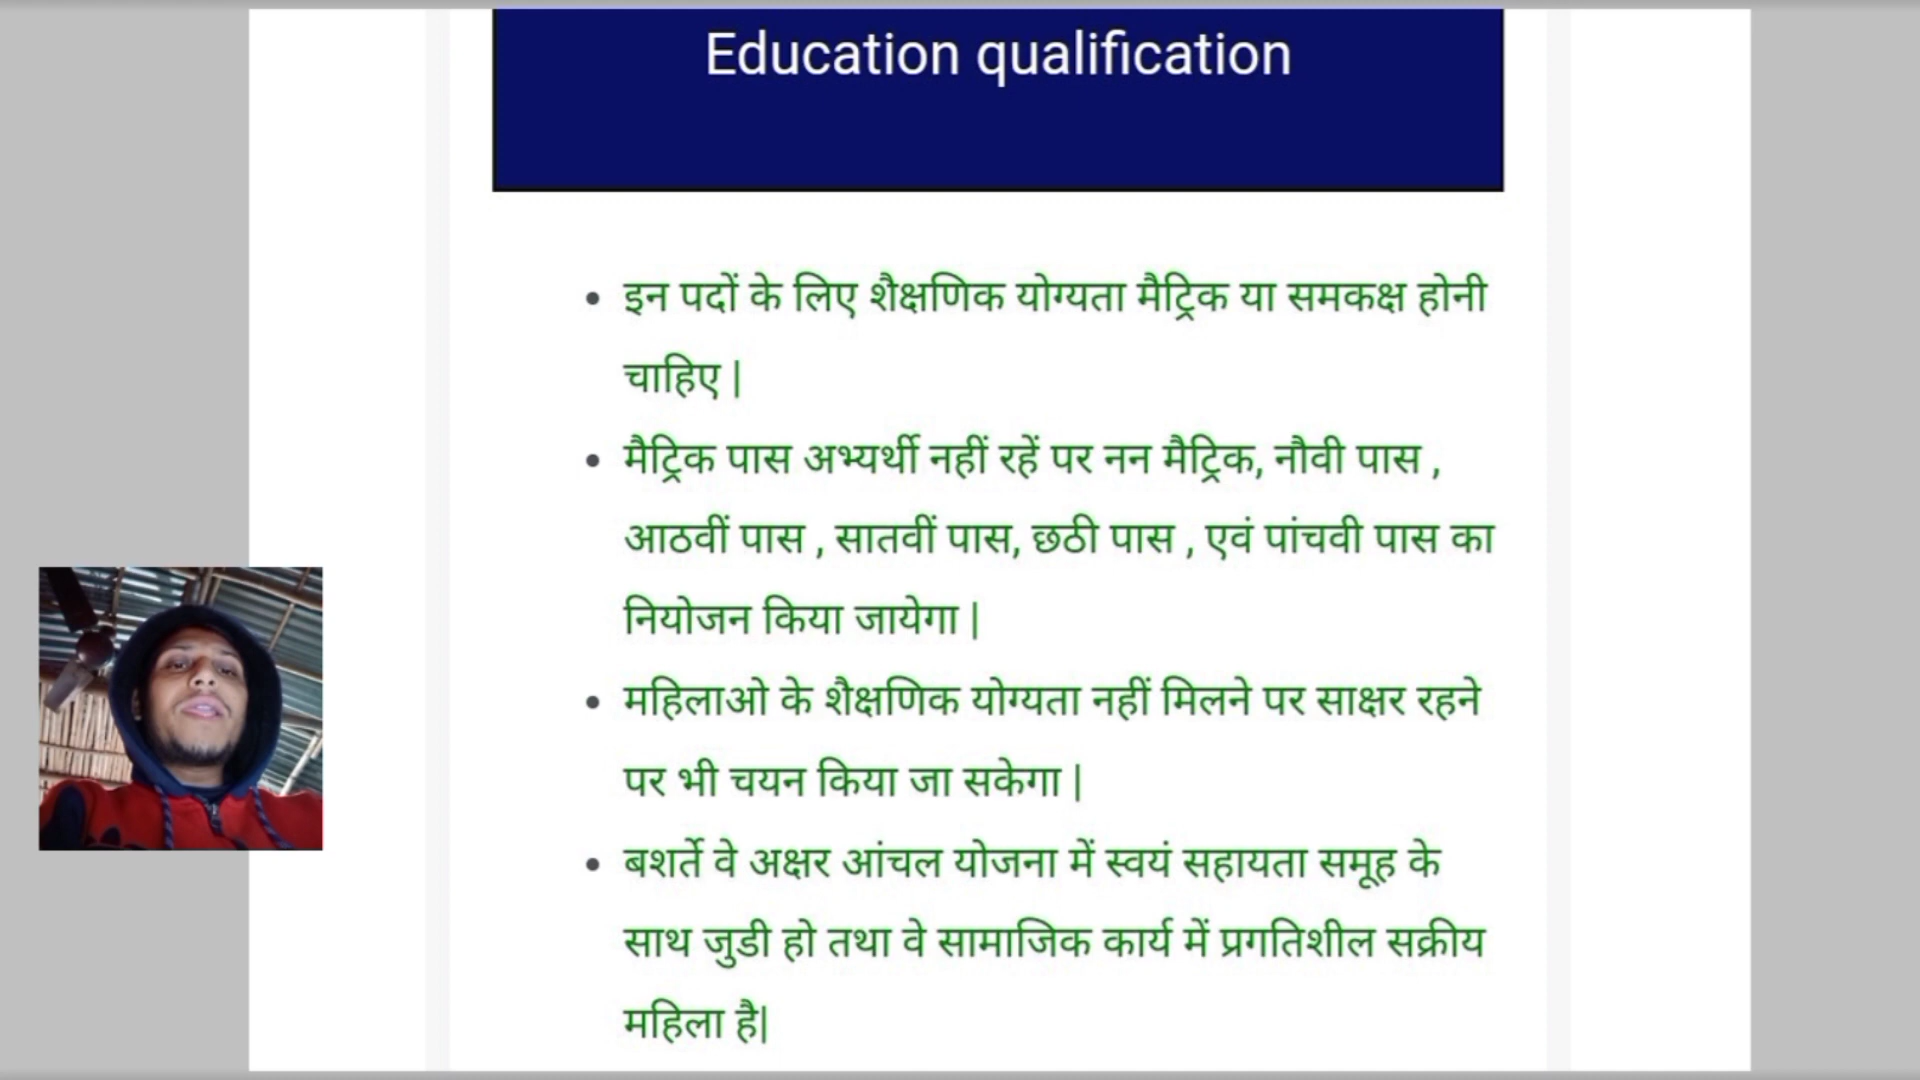 Education qualification
इन पदों के लिए शैक्षणिक योग्यता मैट्रिक या समकक्ष होनी
चाहिए |
मैट्रिक पास अभ्यर्थी नहीं रहें पर नन मैट्रिक, नौवी पास ,
आठवीं पास , सातवीं पास, छठी पास , एवं पांचवी पास का
नियोजन किया जायेगा |
महिलाओ के शैक्षणिक योग्यता नहीं मिलने पर साक्षर रहने
पर भी चयन किया जा सकेगा |
बशर्ते वे अक्षर आंचल योजना में स्वयं सहायता समूह के
साथ जुडी हो तथा वे सामाजिक कार्य में प्रगतिशील सक्रीय
महिला है|